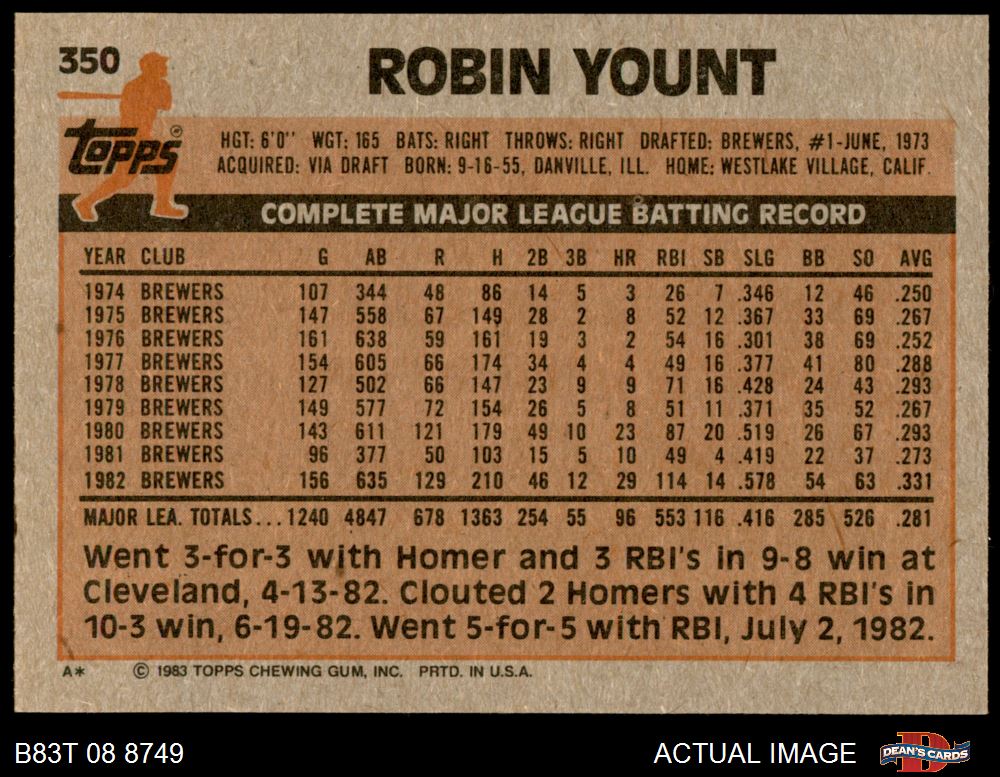 350
ROBIN YOUNT
Topps ®
HGT: 6'0" WGT: 165 BATS: RIGHT THROWS: RIGHT DRAFTED: BREWERS, #1-JUNE, 1973
ACQUIRED: VIA DRAFT BORN: 9-16-55, DANVILLE, ILL. HOME: WESTLAKE VILLAGE, CALIF.
COMPLETE MAJOR LEAGUE BATTING RECORD
YEAR CLUB G AB R H 2B 3B HR RBI SB SLG BB SO AVG
1974 BREWERS 107 344 48 86 14 5 3 26 7 .346 12 46 .250
1975 BREWERS 147 558 67 149 28 2 8 52 12 .367 33 69 .267
1976 BREWERS 161 638 59 161 19 3 2 54 16 .301 38 69 .252
1977 BREWERS 154 605 66 174 34 4 4 49 16 .377 41 80 .288
1978 BREWERS 127 502 66 147 23 9 9 71 16 .428 24 43 .293
1979 BREWERS 149 577 72 154 26 5 8 51 11 .371 35 52 .267
1980 BREWERS 143 611 121 179 49 10 23 87 20 .519 26 67 .293
1981 BREWERS 96 377 50 103 15 5 10 49 4 .419 22 37 .273
1982 BREWERS 156 635 129 210 46 12 29 114 14 .578 54 63 .331
MAJOR LEA. TOTALS... 1240 4847 678 1363 254 55 96 553 116 .416 285 526 .281
Went 3-for-3 with Homer and 3 RBI's in 9-8 win at
Cleveland, 4-13-82. Clouted 2 Homers with 4 RBI's in
10-3 win, 6-19-82. Went 5-for-5 with RBI, July 2, 1982.
A* © 1983 TOPPS CHEWING GUM, INC. PRTD. IN U.S.A.
B83T 08 8749
ACTUAL IMAGE
DEAN'S CARDS